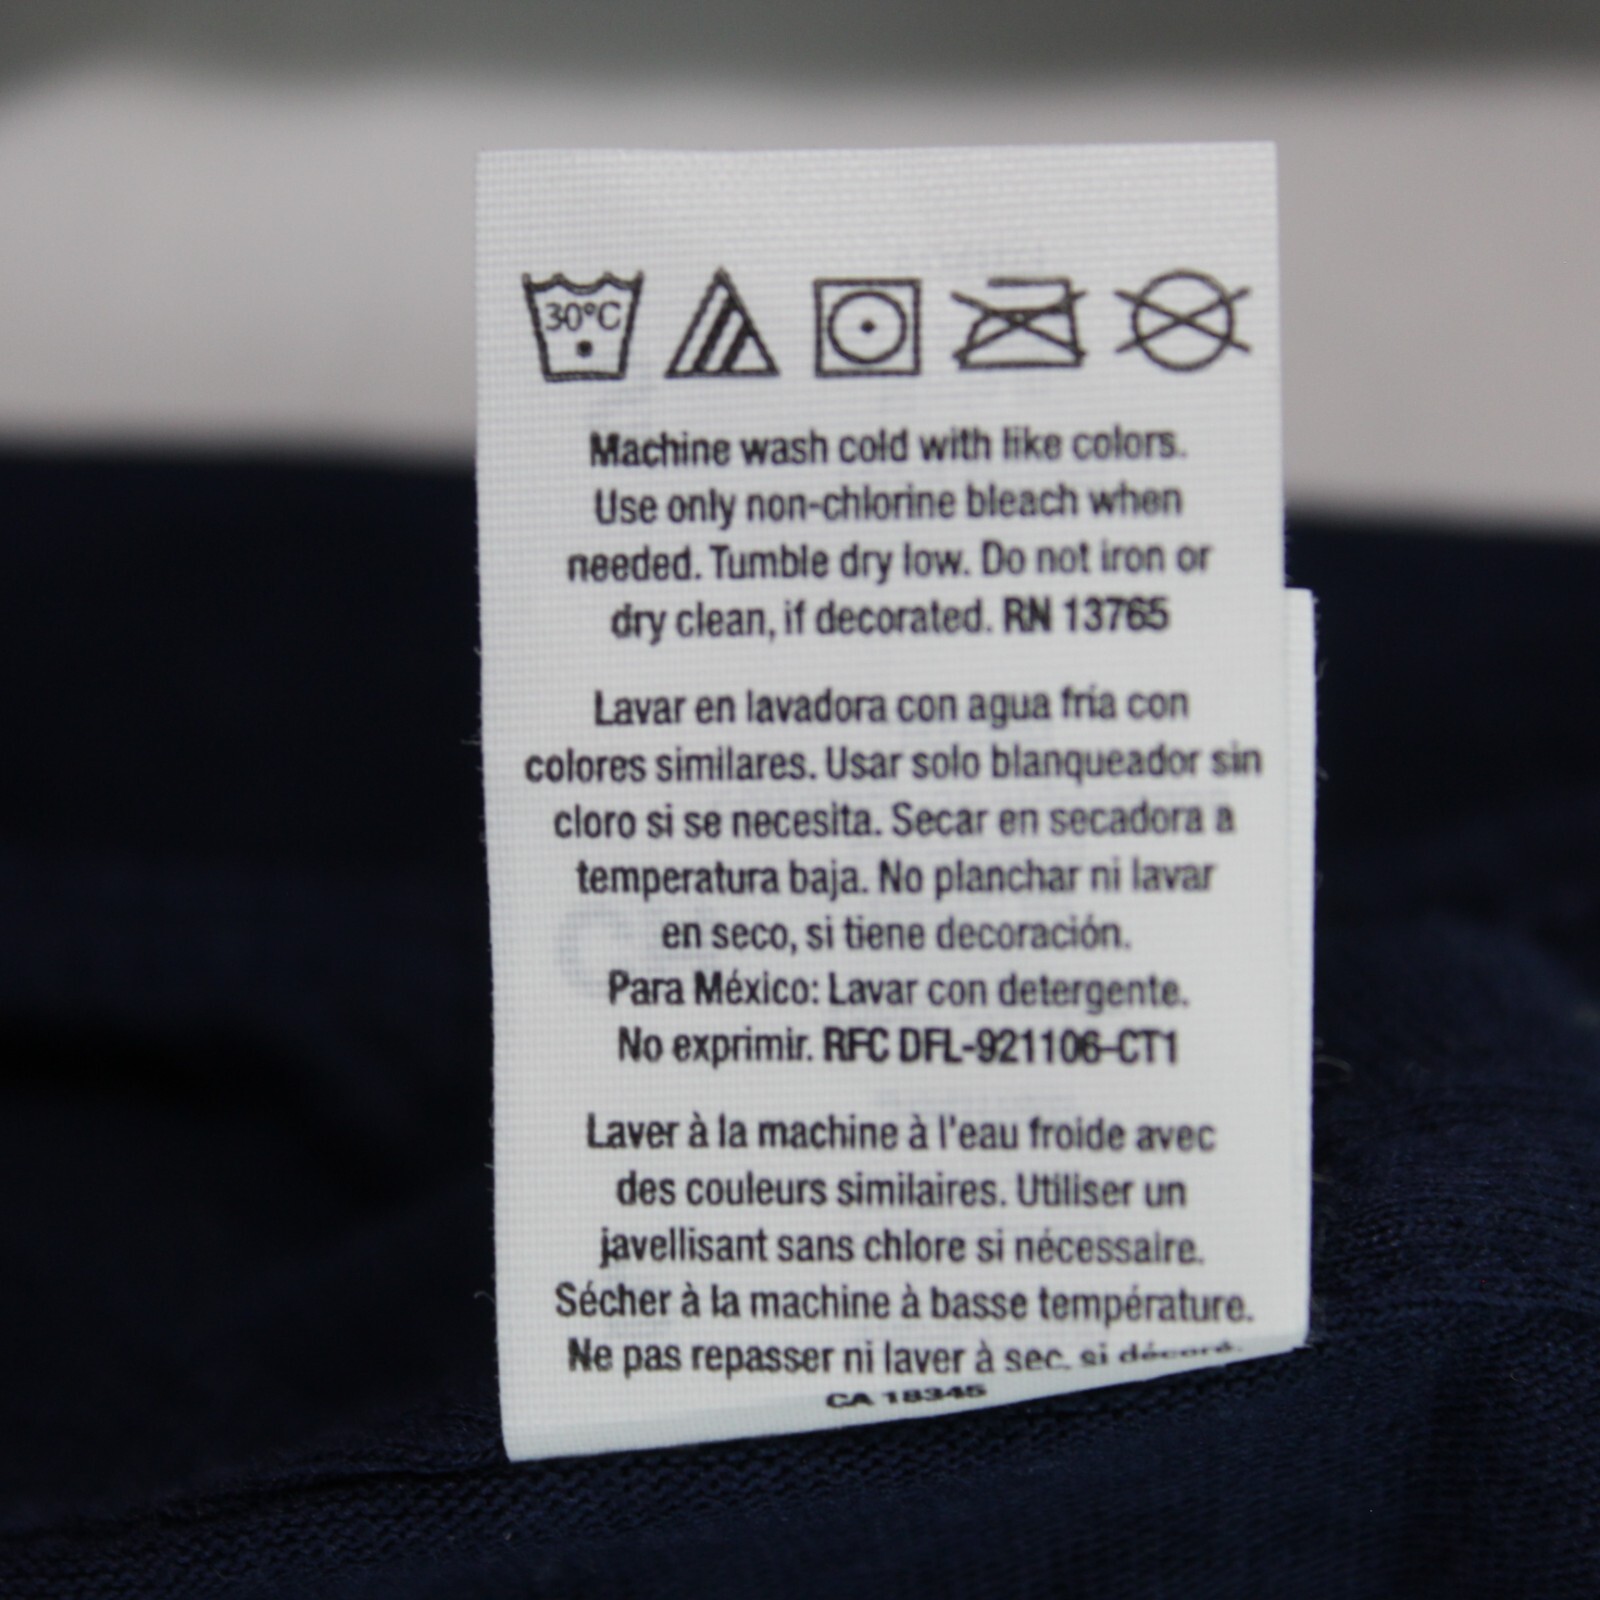 30°C
Machine wash cold with like colors.
Use only non-chlorine bleach when
needed. Tumble dry low. Do not iron or
dry clean, if decorated. RN 13765
Lavar en lavadora con agua fría con
colores similares. Usar solo blanqueador sin
cloro si se necesita. Secar en secadora a
temperatura baja. No planchar ni lavar
en seco, si tiene decoración.
Para México: Lavar con detergente.
No exprimir. RFC DFL-921106-CT1
Laver à la machine à l'eau froide avec
des couleurs similaires. Utiliser un
javellisant sans chlore si nécessaire.
Sécher à la machine à basse température.
Ne pas repasser ni laver à sec, si décoré.
CA 18345